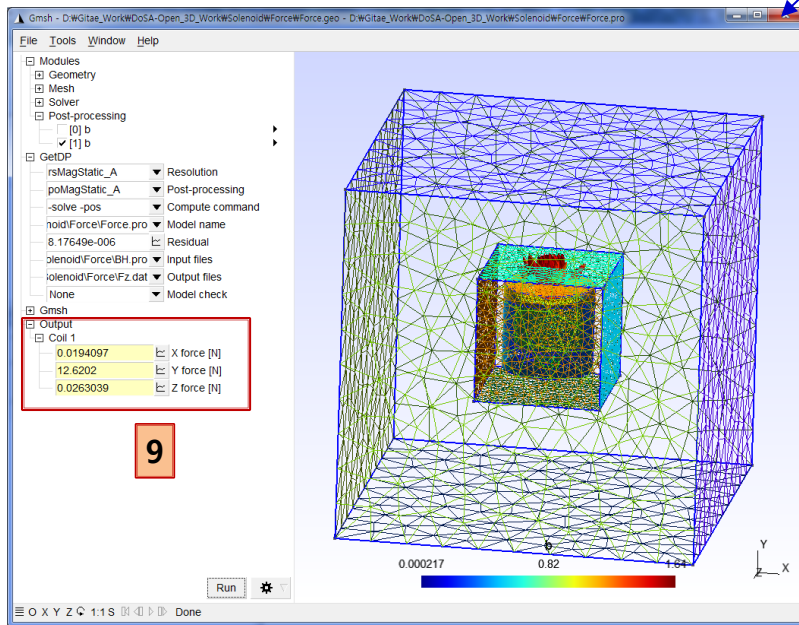 Gmsh - D:₩Gitae_Work₩DoSA-Open_3D_Work₩Solenoid₩Force₩Force.geo - D:₩Gitae_Work₩DoSA-Open_3D_Work₩Solenoid₩Force₩Force.pro
File Tools Window Help
Modules
Geometry
Mesh
Solver
Post-processing
[0] b
[1] b
GetDP
rsMagStatic_A Resolution
poMagStatic_A Post-processing
-solve -pos Compute command
noid\Force\Force.pro Model name
8.17649e-006 Residual
olenoid\Force\BH.pro Input files
olenoid\Force\Fz.dat Output files
None Model check
Gmsh
Output
Coil 1
0.0194097 X force [N]
12.6202 Y force [N]
0.0263039 Z force [N]
9
b
0.000217 0.82 1.64
Y
Z X
Run
O X Y Z 1:1 S Done